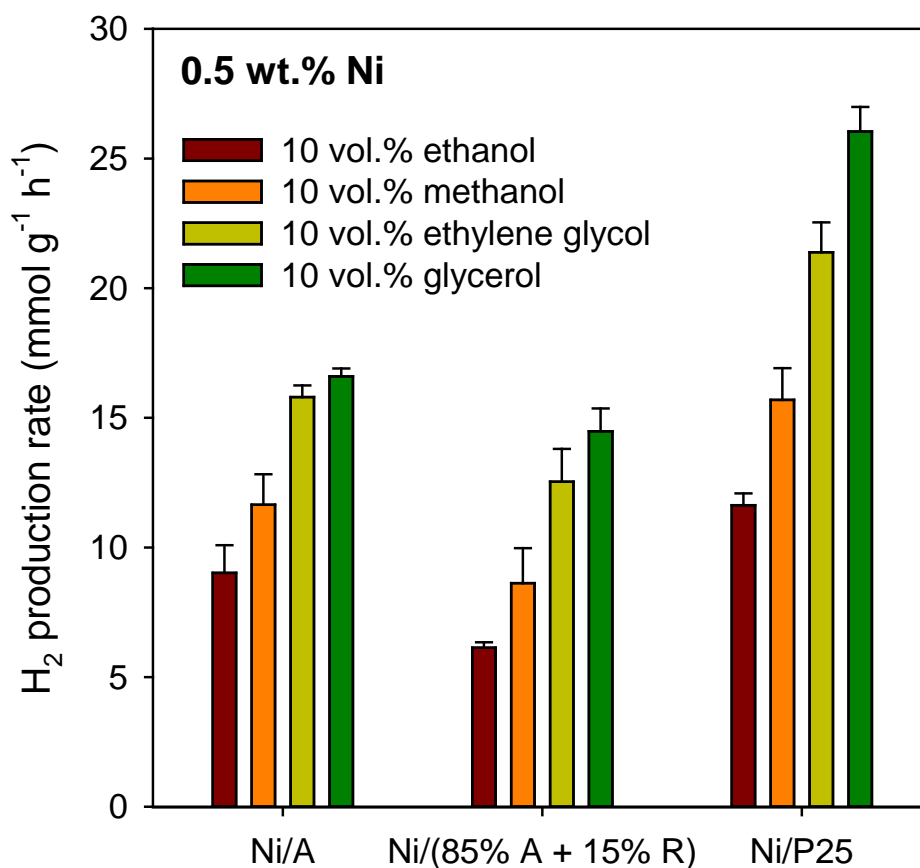 30
25
20
15
10
5
0
H₂ production rate (mmol g⁻¹ h⁻¹)
0.5 wt.% Ni
10 vol.% ethanol
10 vol.% methanol
10 vol.% ethylene glycol
10 vol.% glycerol
Ni/A Ni/(85% A + 15% R) Ni/P25